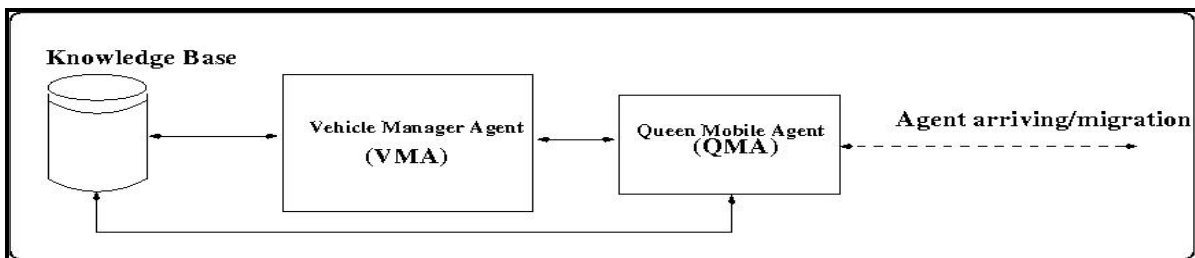 Knowledge Base
Vehicle Manager Agent
(VMA)
Queen Mobile Agent
(QMA)
Agent arriving/migration